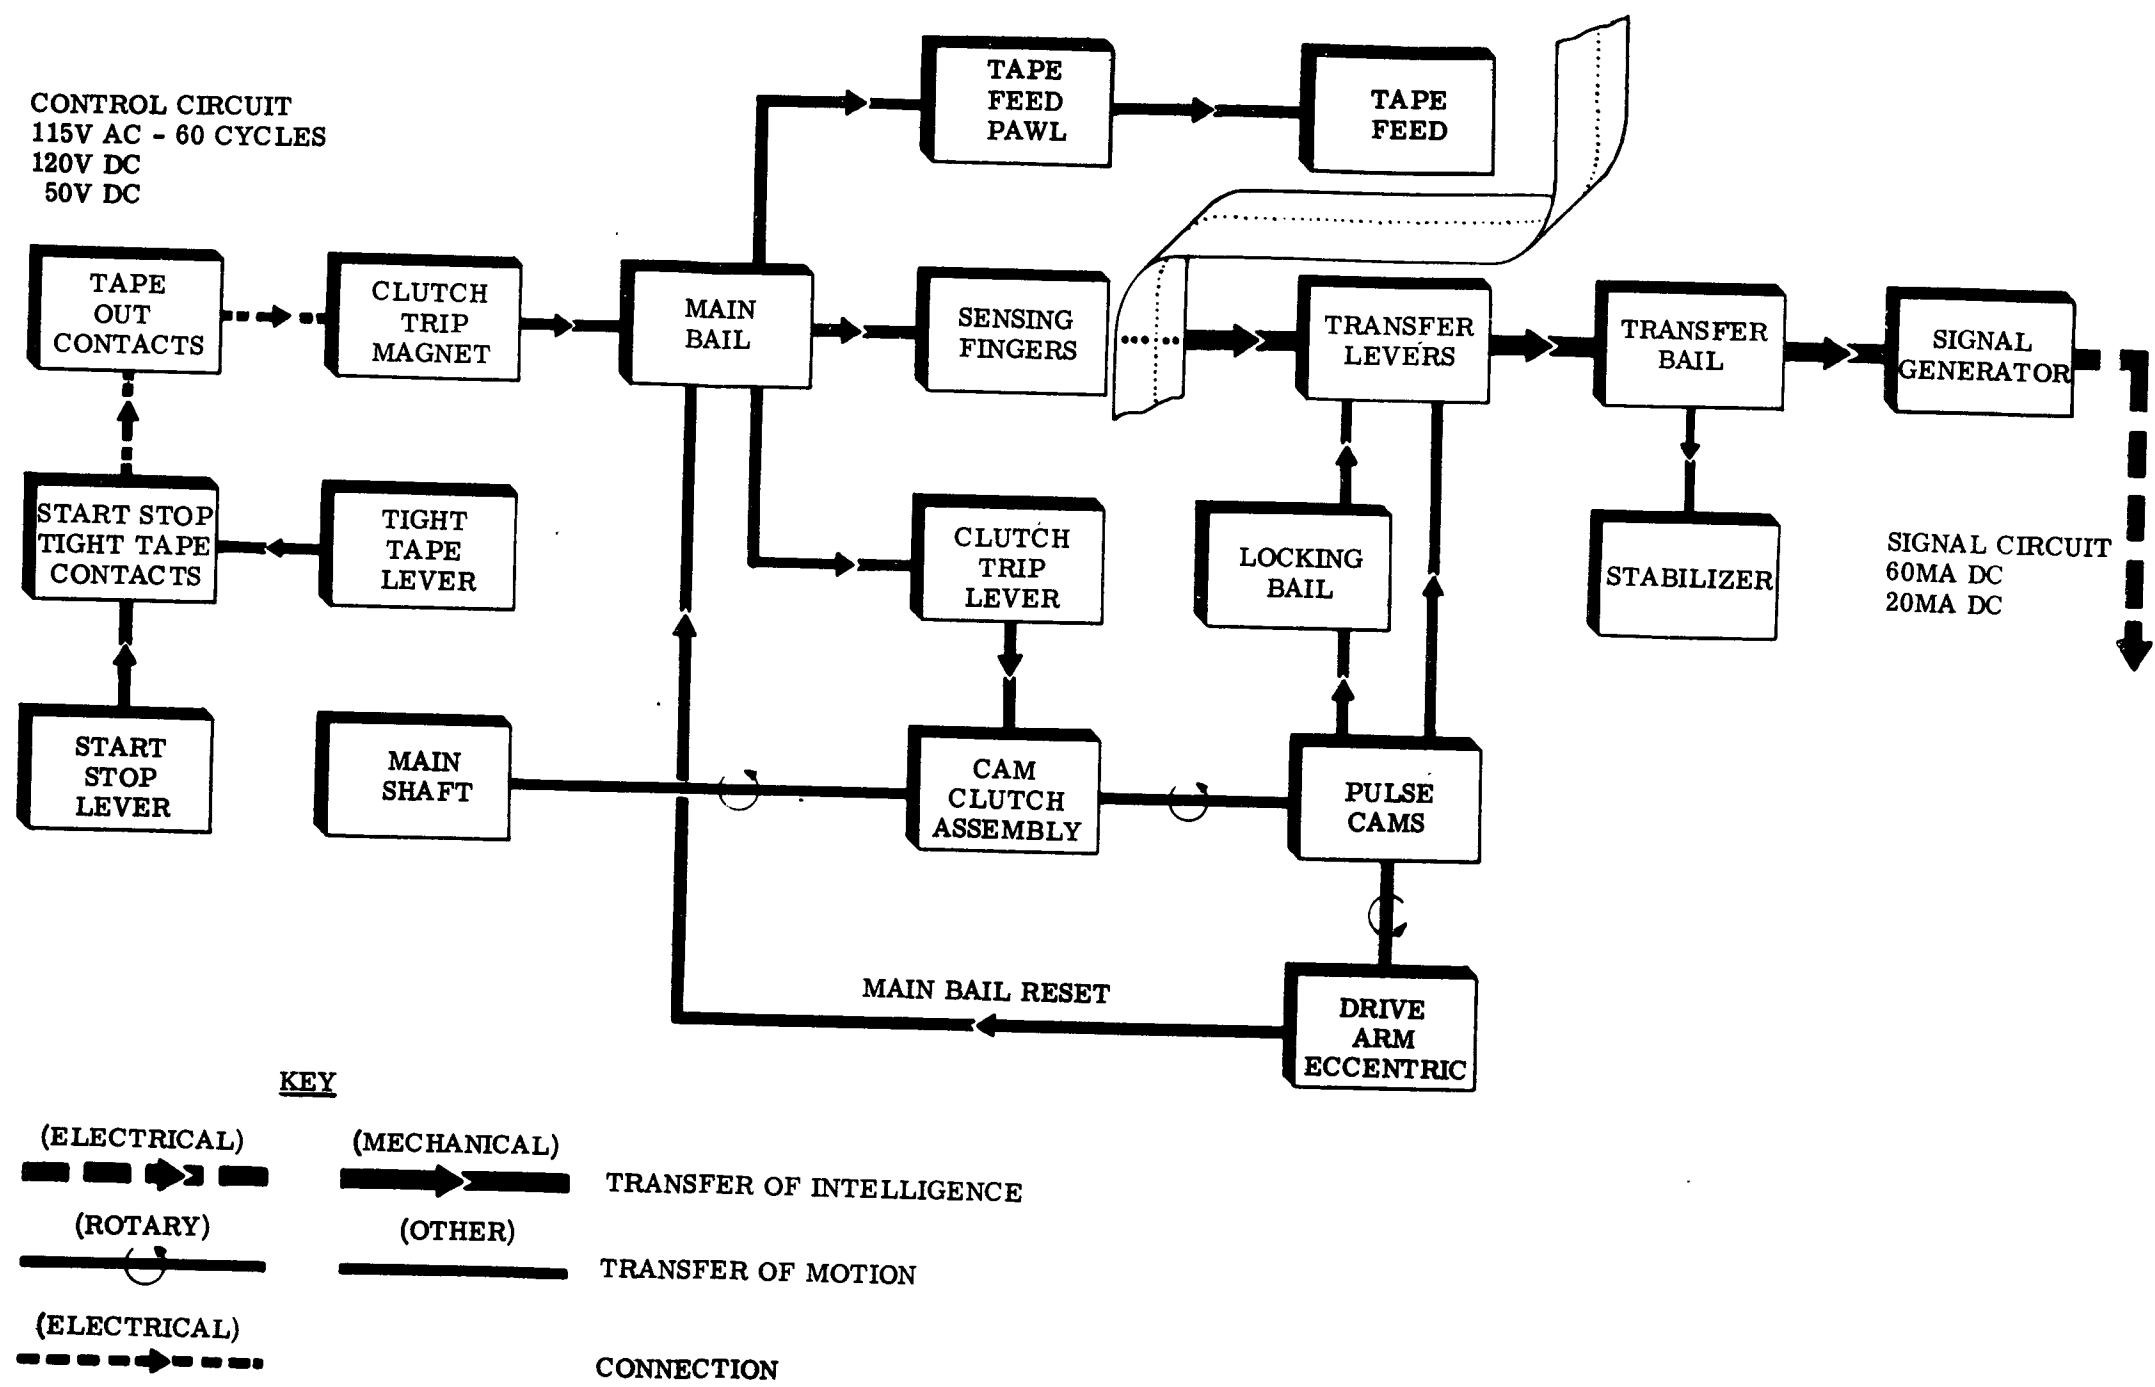 CONTROL CIRCUIT
115V AC - 60 CYCLES
120V DC
50V DC
TAPE
FEED
PAWL
TAPE
FEED
TAPE
OUT
CONTACTS
CLUTCH
TRIP
MAGNET
MAIN
BAIL
SENSING
FINGERS
TRANSFER
LEVERS
TRANSFER
BAIL
SIGNAL
GENERATOR
START STOP
TIGHT TAPE
CONTACTS
TIGHT
TAPE
LEVER
CLUTCH
TRIP
LEVER
LOCKING
BAIL
STABILIZER
SIGNAL CIRCUIT
60MA DC
20MA DC
START
STOP
LEVER
MAIN
SHAFT
CAM
CLUTCH
ASSEMBLY
PULSE
CAMS
MAIN BAIL RESET
DRIVE
ARM
ECCENTRIC
KEY
(ELECTRICAL)
(MECHANICAL)
TRANSFER OF INTELLIGENCE
(ROTARY)
(OTHER)
TRANSFER OF MOTION
(ELECTRICAL)
CONNECTION